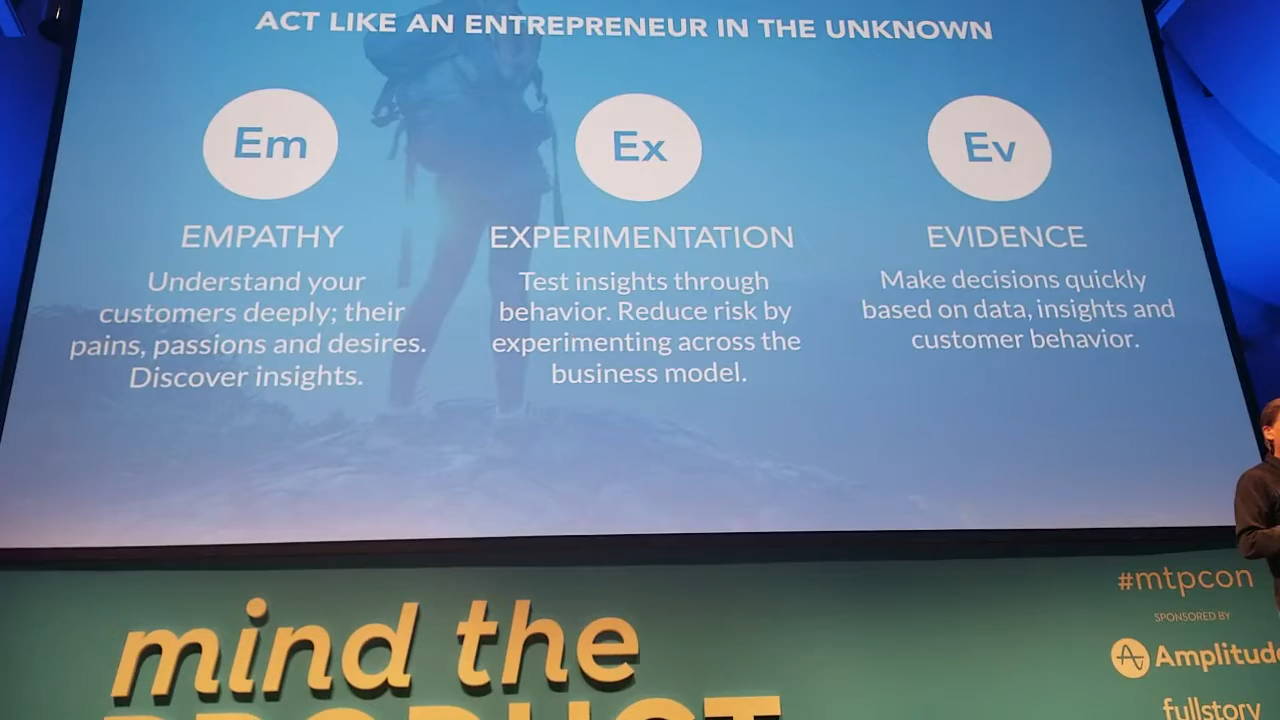 ACT LIKE AN ENTREPRENEUR IN THE UNKNOWN
Em
EMPATHY
Understand your
customers deeply; their
pains, passions and desires.
Discover insights.
Ex
EXPERIMENTATION
Test insights through
behavior. Reduce risk by
experimenting across the
business model.
Ev
EVIDENCE
Make decisions quickly
based on data, insights and
customer behavior.
mind the
PRODUCT
#mtpcon
SPONSORED BY
Amplitude
fullstory